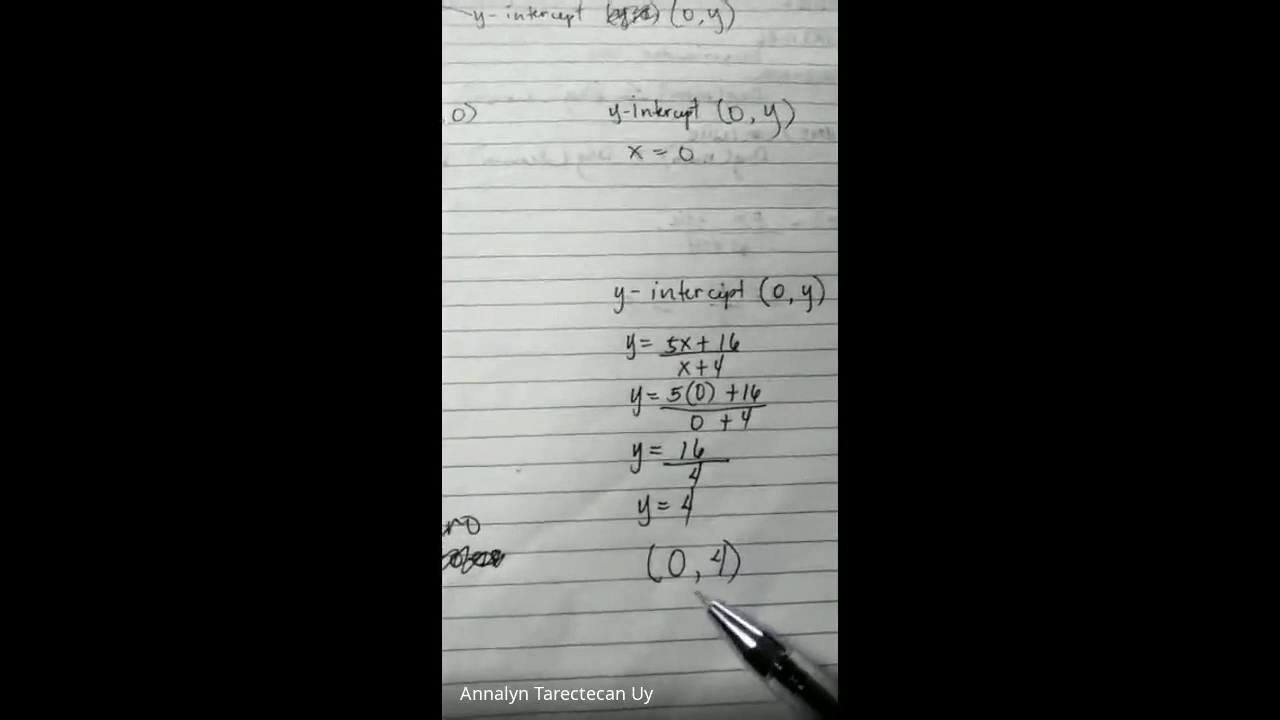 y-intercept (0,y)
,0)
y-intercept (0,y)
x = 0
y-intercept (0,y)
y = 5x + 16
x + 4
y = 5(0) + 16
0 + 4
y = 16
4
y = 4
ro
(0,4)
Annalyn Tarectecan Uy